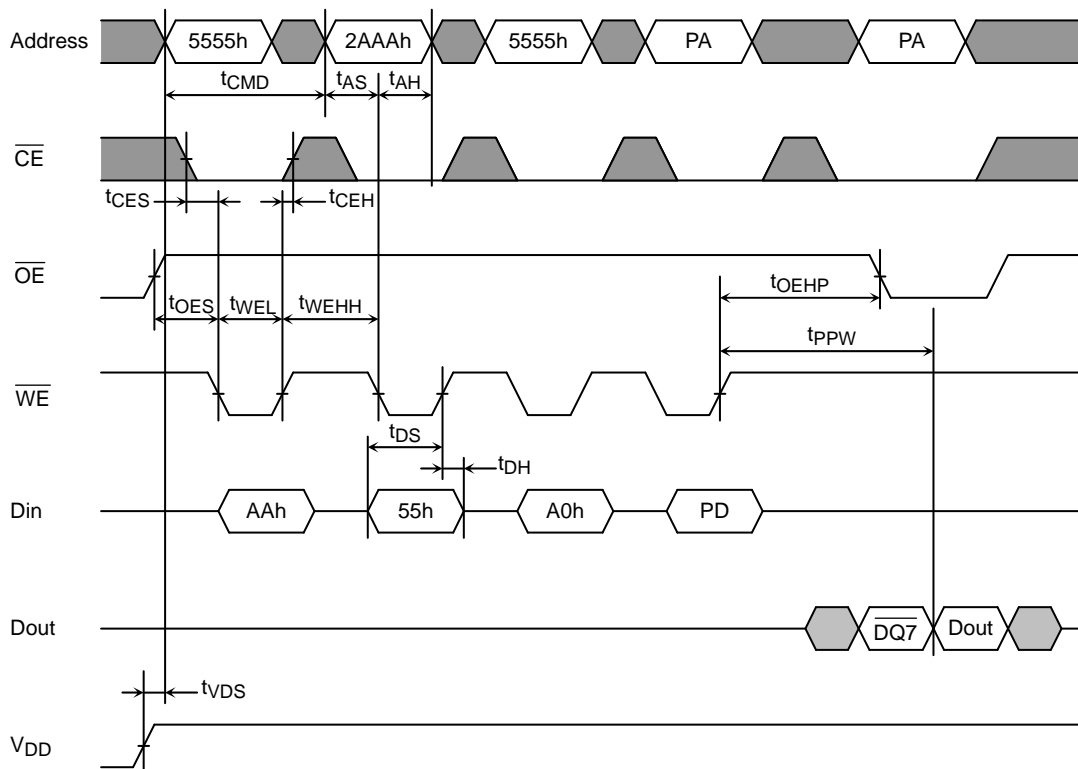 Address 5555h 2AAAh 5555h PA PA
tCMD tAS tAH
CE
tCES tCEH
OE
tOEHP
tOES tWEL tWEHH
tPPW
WE
tDS
tDH
Din AAh 55h A0h PD
Dout DQ7 Dout
tVDS
VDD